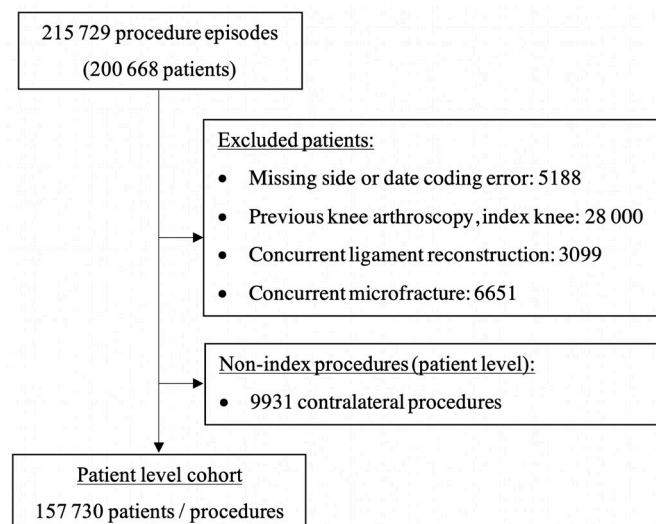 215 729 procedure episodes
(200 668 patients)
Excluded patients:
• Missing side or date coding error: 5188
• Previous knee arthroscopy, index knee: 28 000
• Concurrent ligament reconstruction: 3099
• Concurrent microfracture: 6651
Non-index procedures (patient level):
• 9931 contralateral procedures
Patient level cohort
157 730 patients / procedures